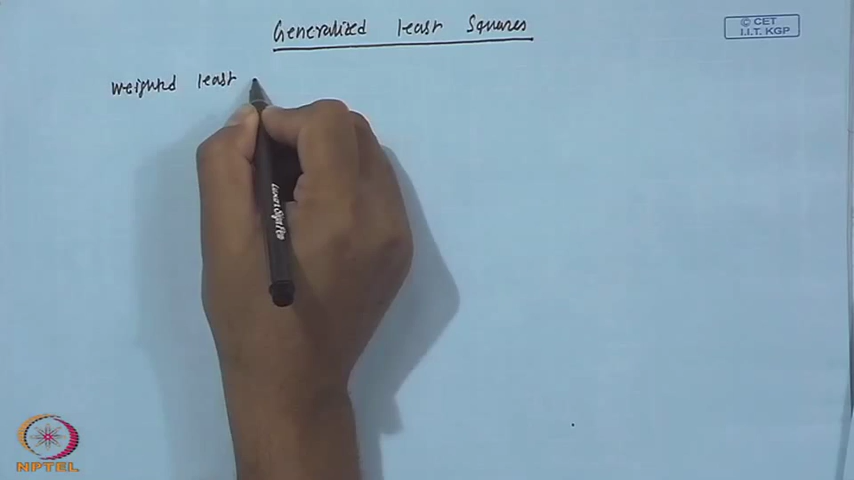 Generalized least Squares
© CET
I.I.T. KGP
weighted least
NPTEL